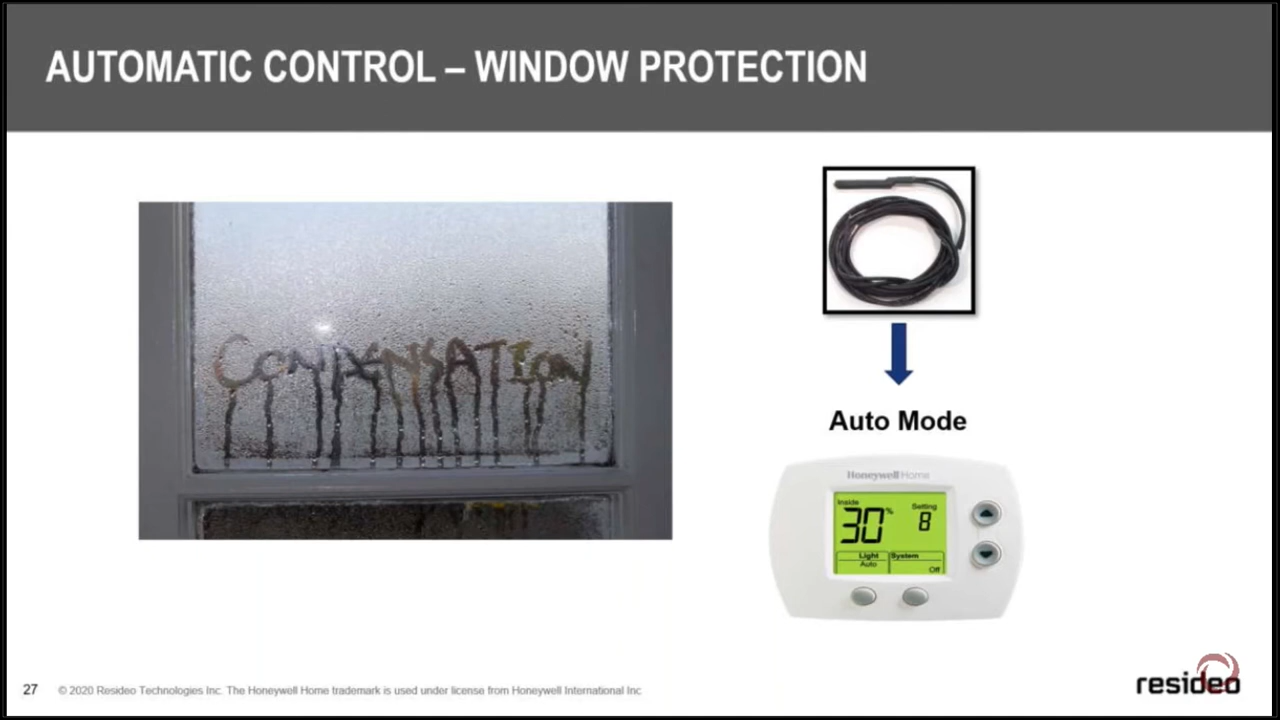 AUTOMATIC CONTROL – WINDOW PROTECTION
CONDENSATION
Auto Mode
Honeywell Home
Inside
Setting
30%
8
Light
System
Auto
Off
27
© 2020 Resideo Technologies Inc. The Honeywell Home trademark is used under license from Honeywell International Inc
resideo